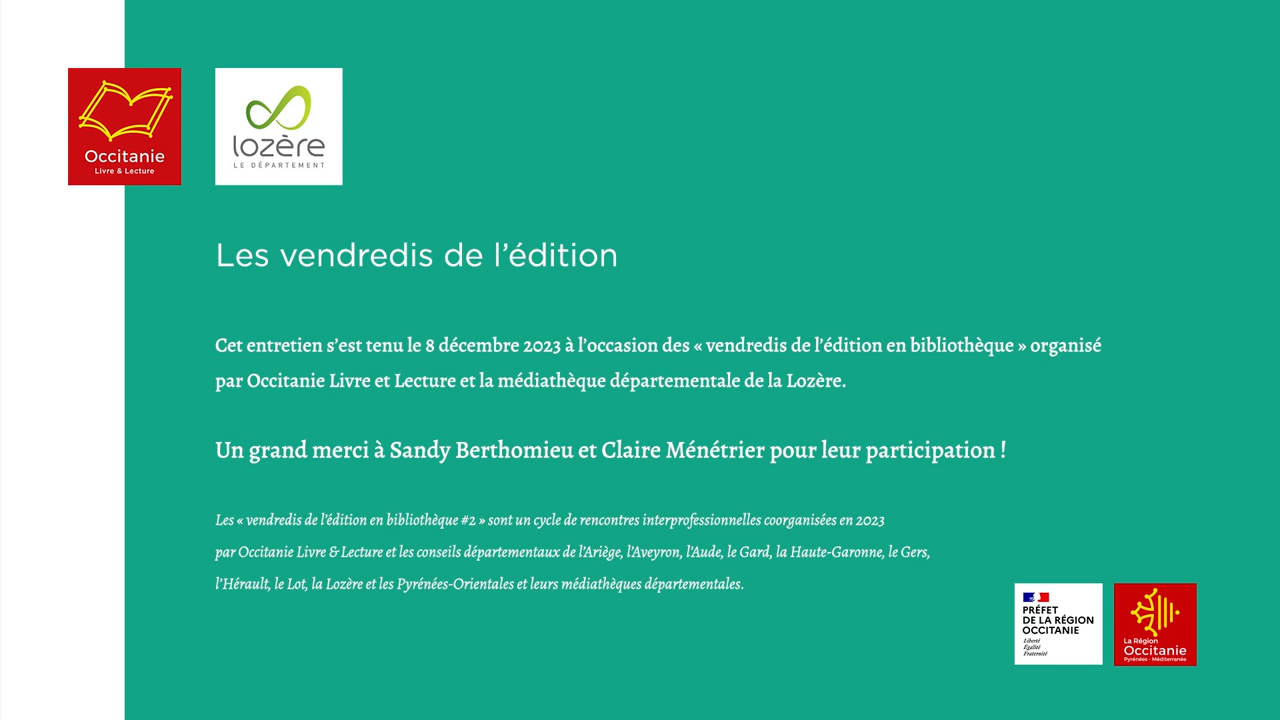 Occitanie
Livre & Lecture
lozère
LE DÉPARTEMENT
Les vendredis de l’édition
Cet entretien s’est tenu le 8 décembre 2023 à l’occasion des « vendredis de l’édition en bibliothèque » organisé
par Occitanie Livre et Lecture et la médiathèque départementale de la Lozère.
Un grand merci à Sandy Berthomieu et Claire Ménétrier pour leur participation !
Les « vendredis de l’édition en bibliothèque #2 » sont un cycle de rencontres interprofessionnelles coorganisées en 2023
par Occitanie Livre & Lecture et les conseils départementaux de l’Ariège, l’Aveyron, l’Aude, le Gard, la Haute-Garonne, le Gers,
l’Hérault, le Lot, la Lozère et les Pyrénées-Orientales et leurs médiathèques départementales.
PRÉFET
DE LA RÉGION
OCCITANIE
Liberté
Égalité
Fraternité
La Région
Occitanie
Pyrénées - Méditerranée